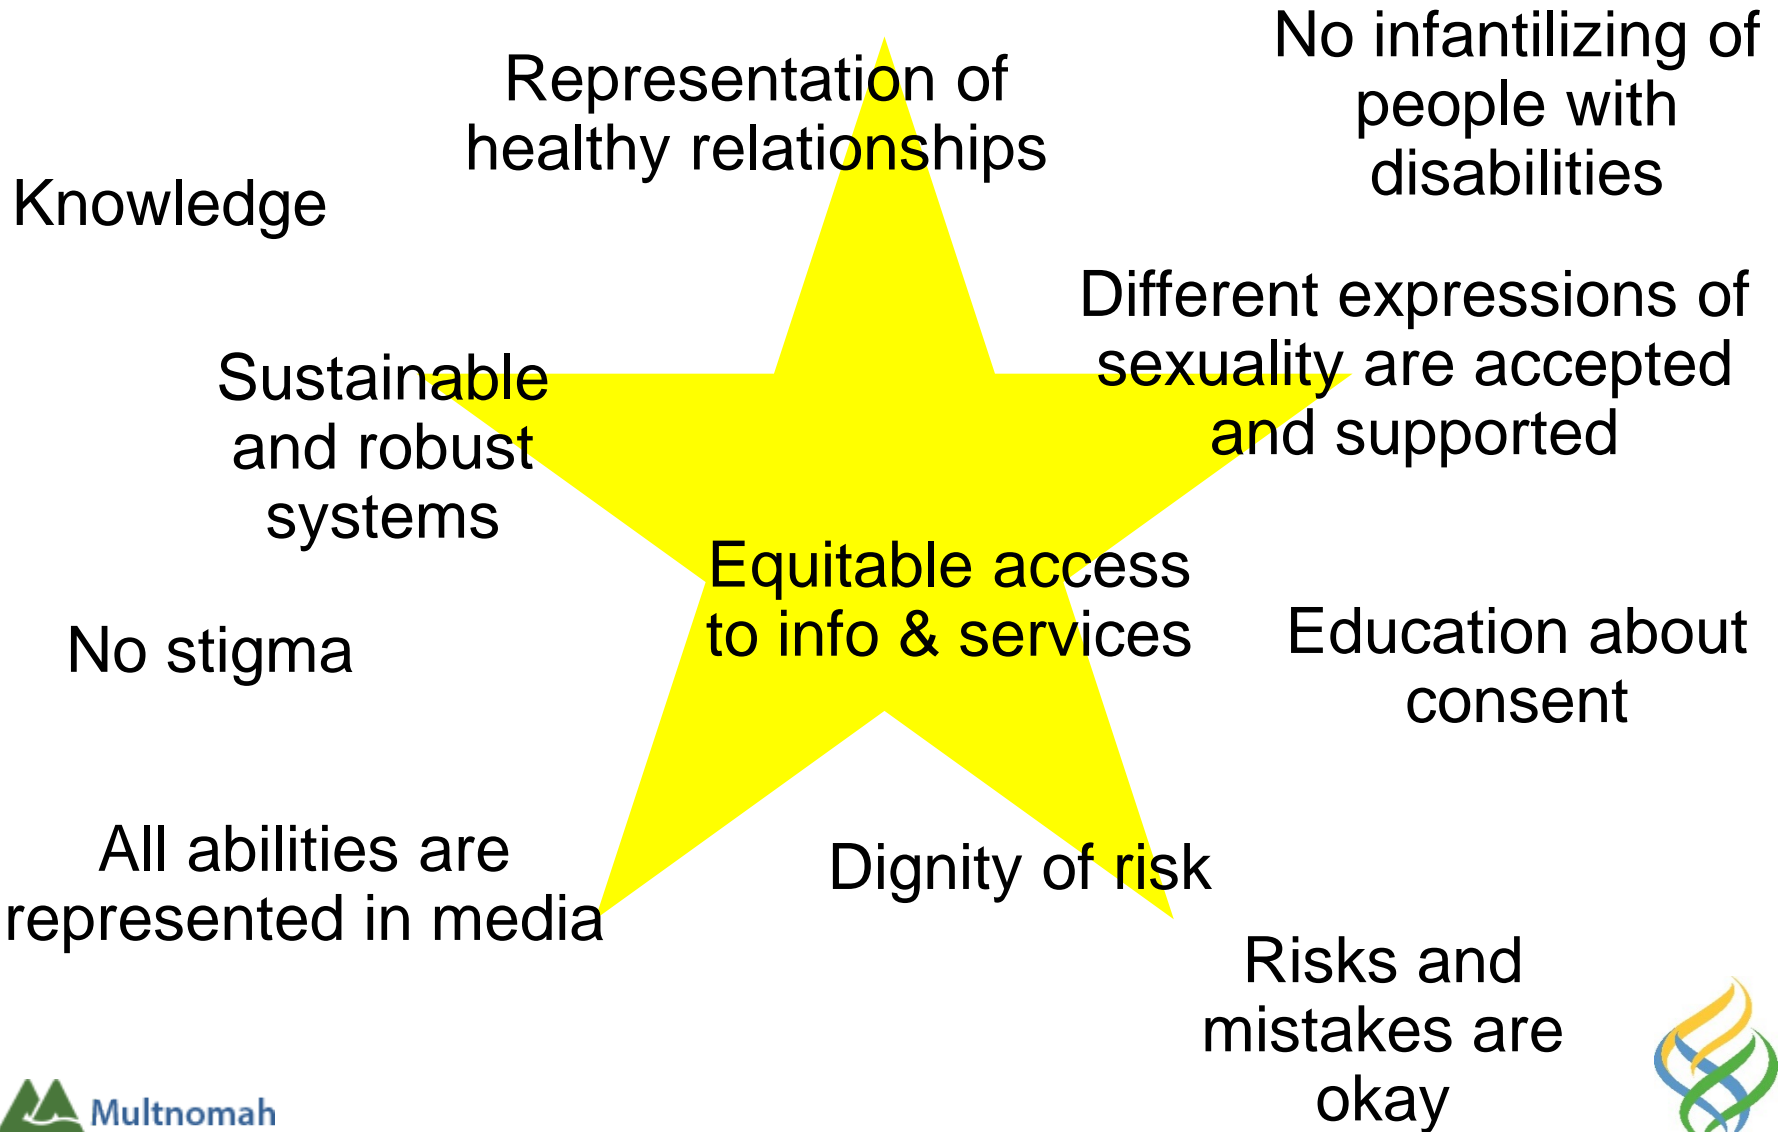 Representation of
healthy relationships
No infantilizing of
people with
disabilities
Knowledge
Different expressions of
sexuality are accepted
and supported
Sustainable
and robust
systems
Equitable access
to info & services
No stigma
Education about
consent
All abilities are
represented in media
Dignity of risk
Risks and
mistakes are
okay
Multnomah